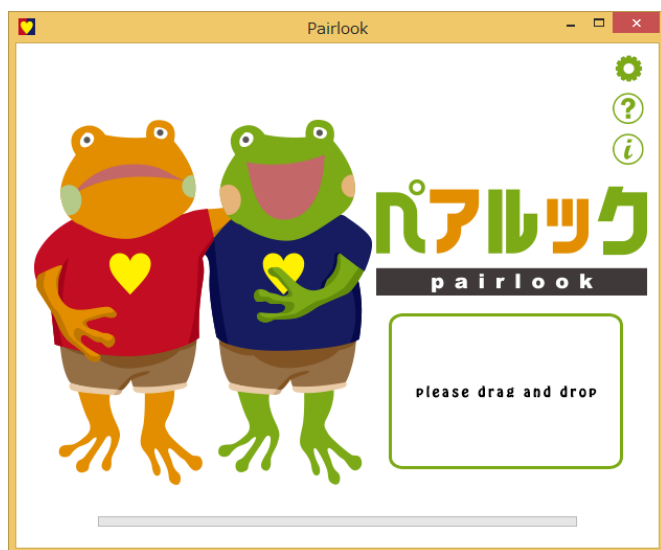 Pairlook
?
i
ペアルック
pairlook
please drag and drop